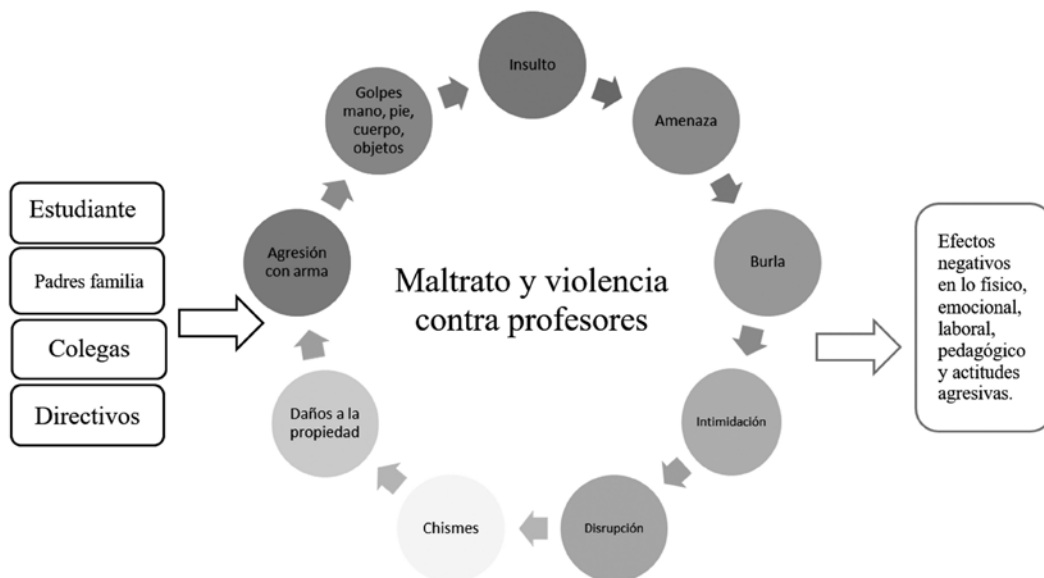 Estudiante
Padres familia
Colegas
Directivos
Maltrato y violencia
contra profesores
Insulto
Amenaza
Burla
Intimidación
Disrupción
Chismes
Daños a la
propiedad
Agresión
con arma
Golpes
mano, pie,
cuerpo,
objetos
Efectos
negativos
en lo físico,
emocional,
laboral,
pedagógico
y actitudes
agresivas.